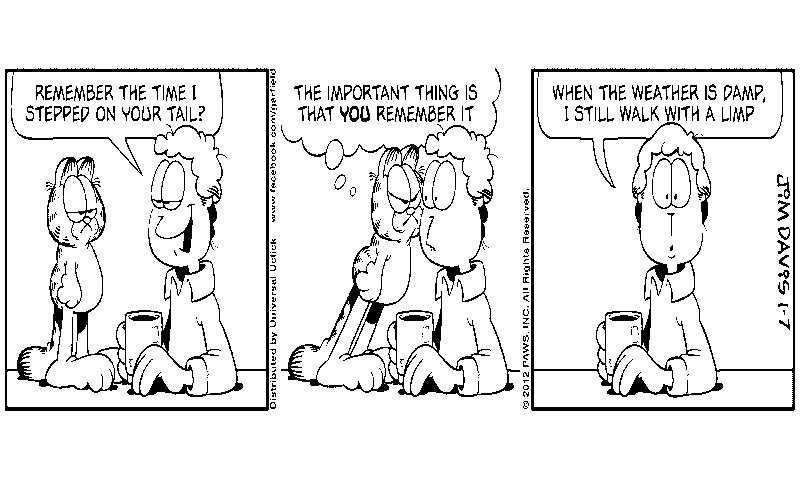 REMEMBER THE TIME I
STEPPED ON YOUR TAIL?
Distributed by Universal Uclick www.facebook.com/garfield
THE IMPORTANT THING IS
THAT YOU REMEMBER IT
© 2012 PAWS, INC. All Rights Reserved.
WHEN THE WEATHER IS DAMP,
I STILL WALK WITH A LIMP
JIM DAVIS 1-7